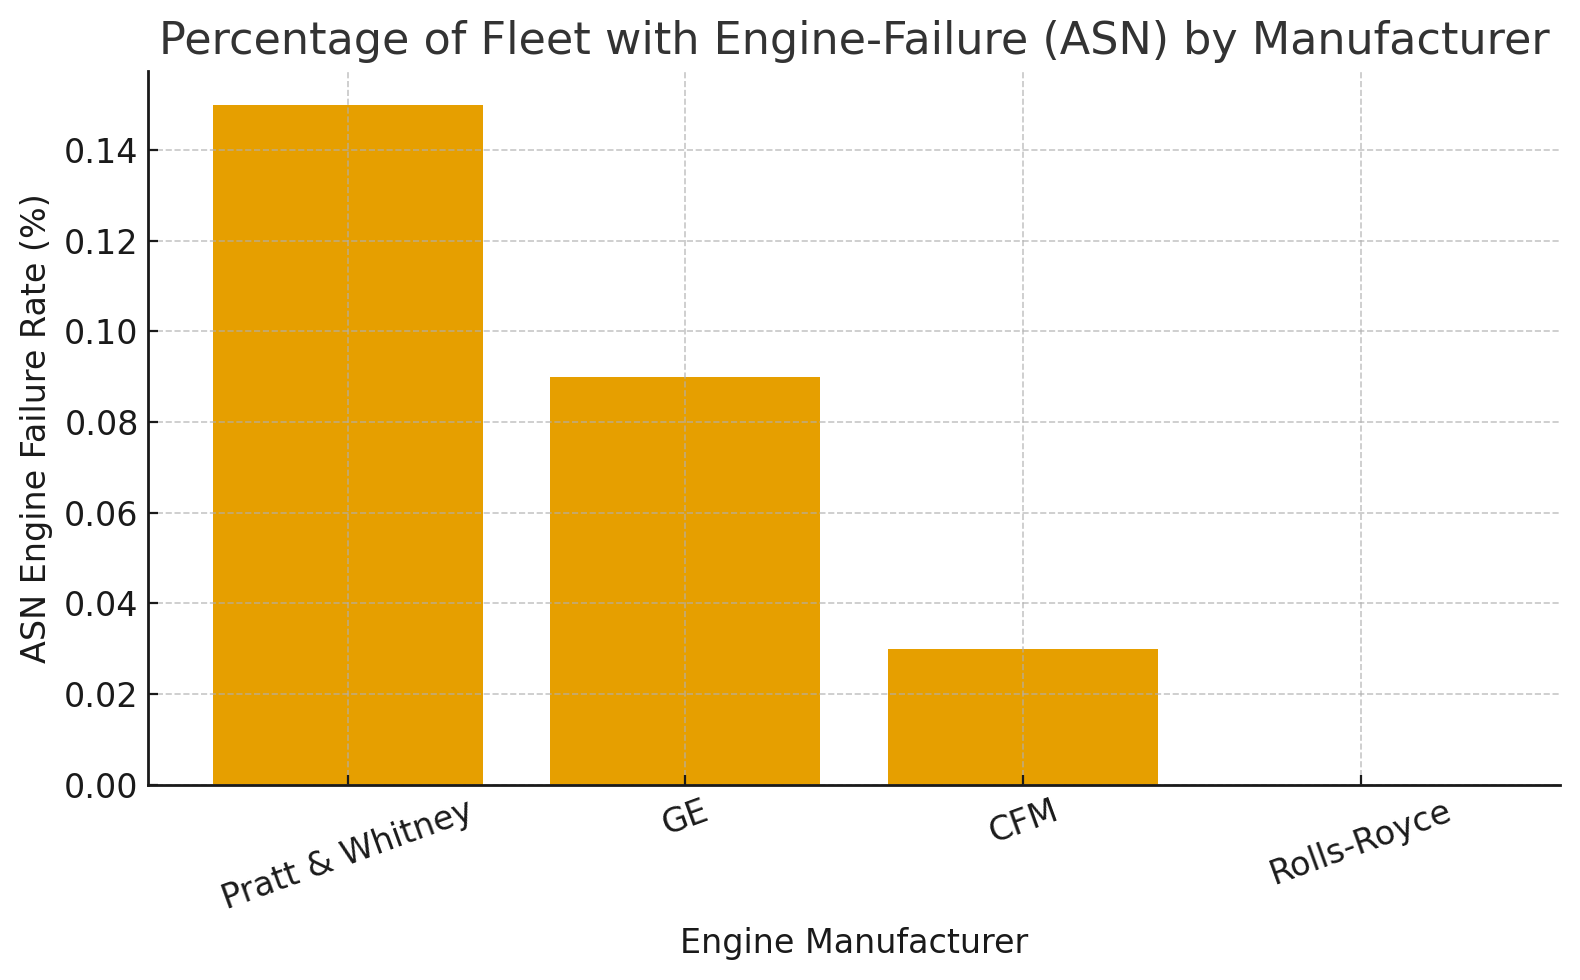 Percentage of Fleet with Engine-Failure (ASN) by Manufacturer
ASN Engine Failure Rate (%)
0.14
0.12
0.10
0.08
0.06
0.04
0.02
0.00
Pratt & Whitney
GE
CFM
Rolls-Royce
Engine Manufacturer